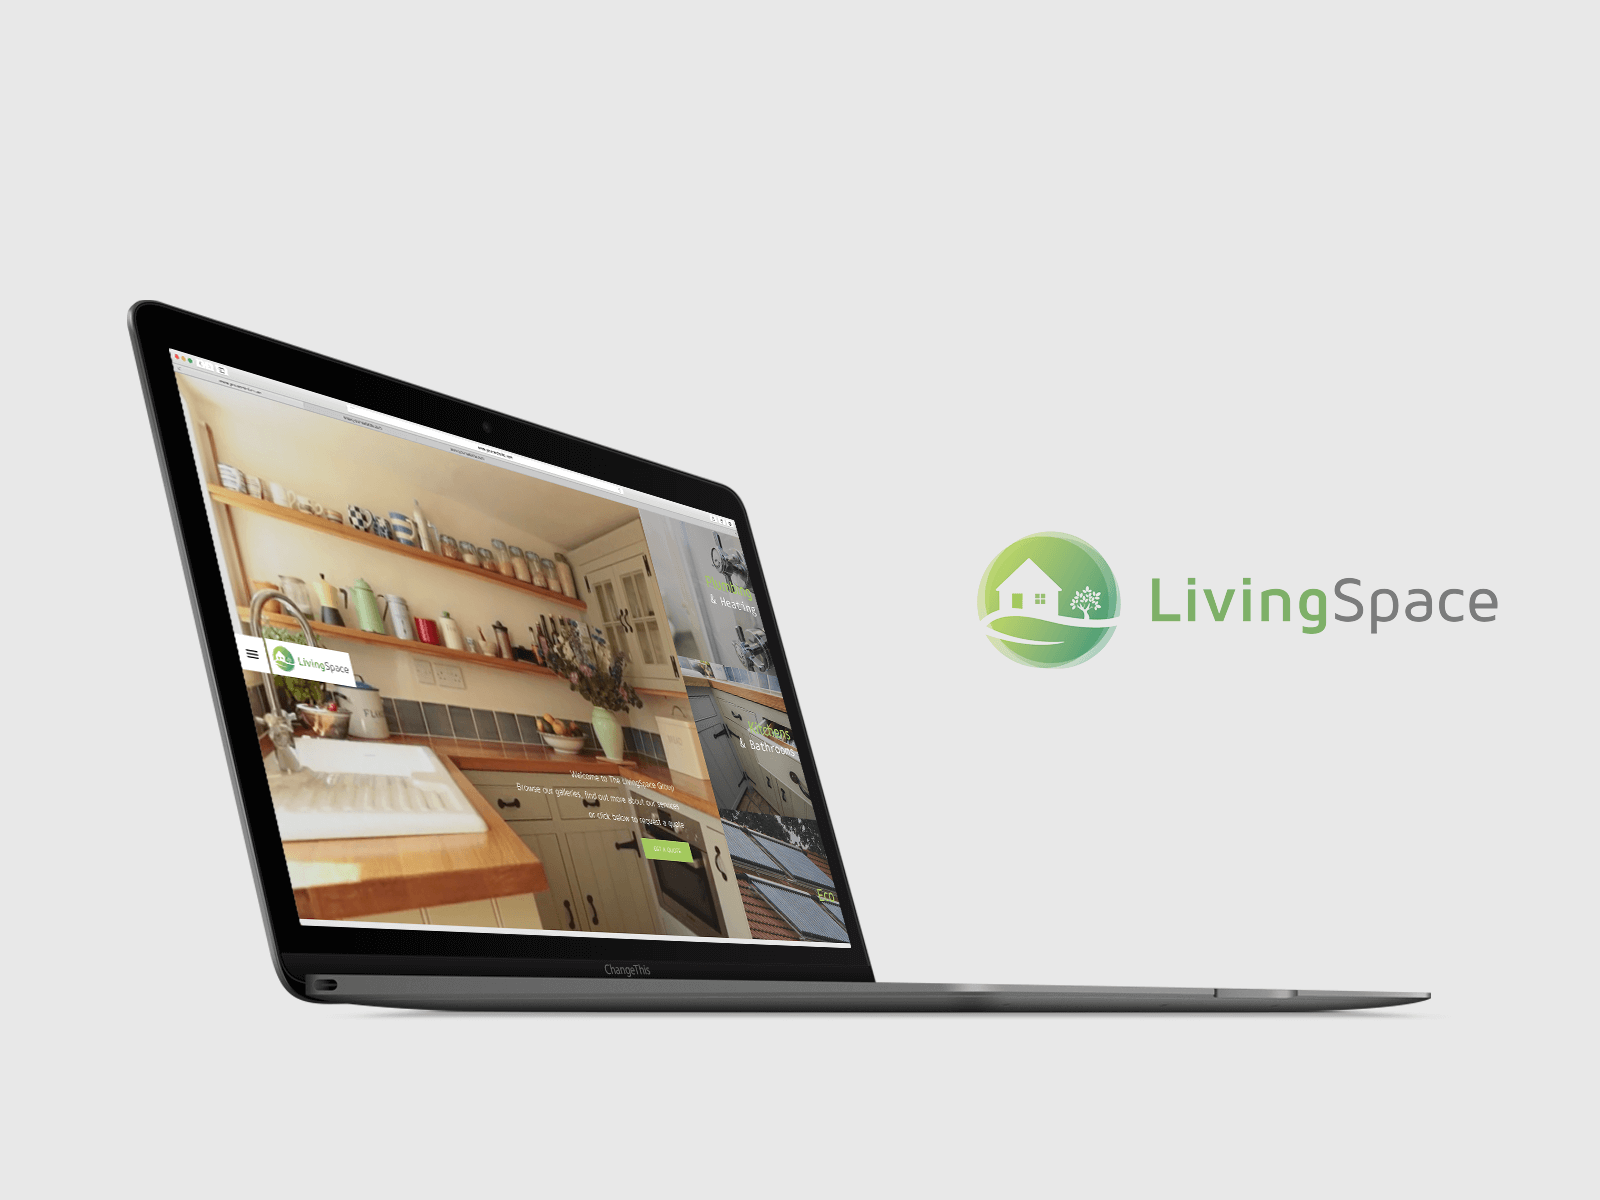 LivingSpace
Plumbing
& Heating
LivingSpace
Kitchens
& Bathrooms
Welcome to The LivingSpace Group
Browse our galleries, find out more about our services
or click below to request a quote
GET A QUOTE
Eco
ChangeThis